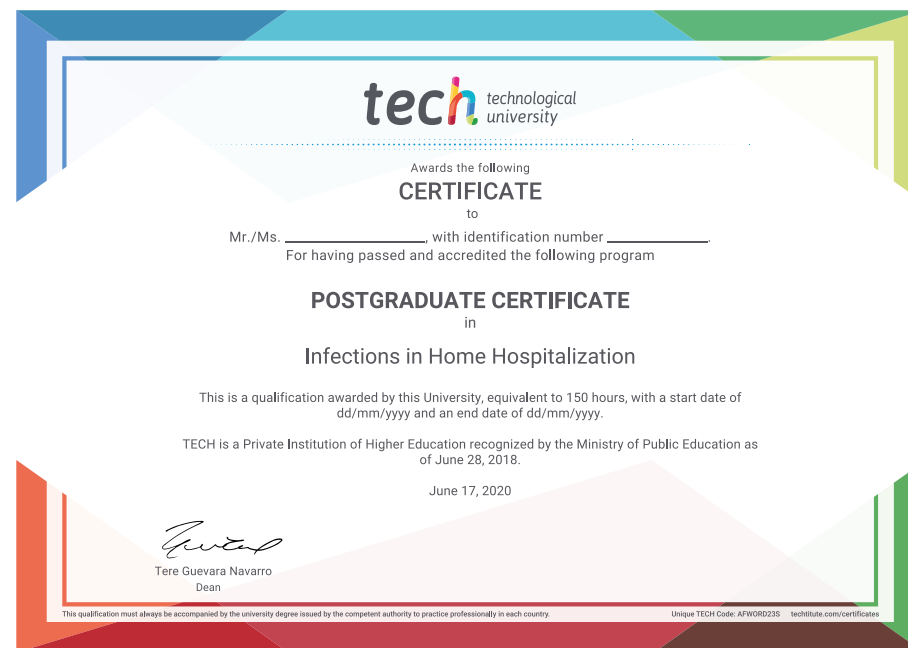 tech technological
university
Awards the following
CERTIFICATE
to
Mr./Ms. ____________________, with identification number ______________.
For having passed and accredited the following program
POSTGRADUATE CERTIFICATE
in
Infections in Home Hospitalization
This is a qualification awarded by this University, equivalent to 150 hours, with a start date of
dd/mm/yyyy and an end date of dd/mm/yyyy.
TECH is a Private Institution of Higher Education recognized by the Ministry of Public Education as
of June 28, 2018.
June 17, 2020
Tere Guevara Navarro
Dean
This qualification must always be accompanied by the university degree issued by the competent authority to practice professionally in each country.
Unique TECH Code: AFWORD23S techtitute.com/certificates